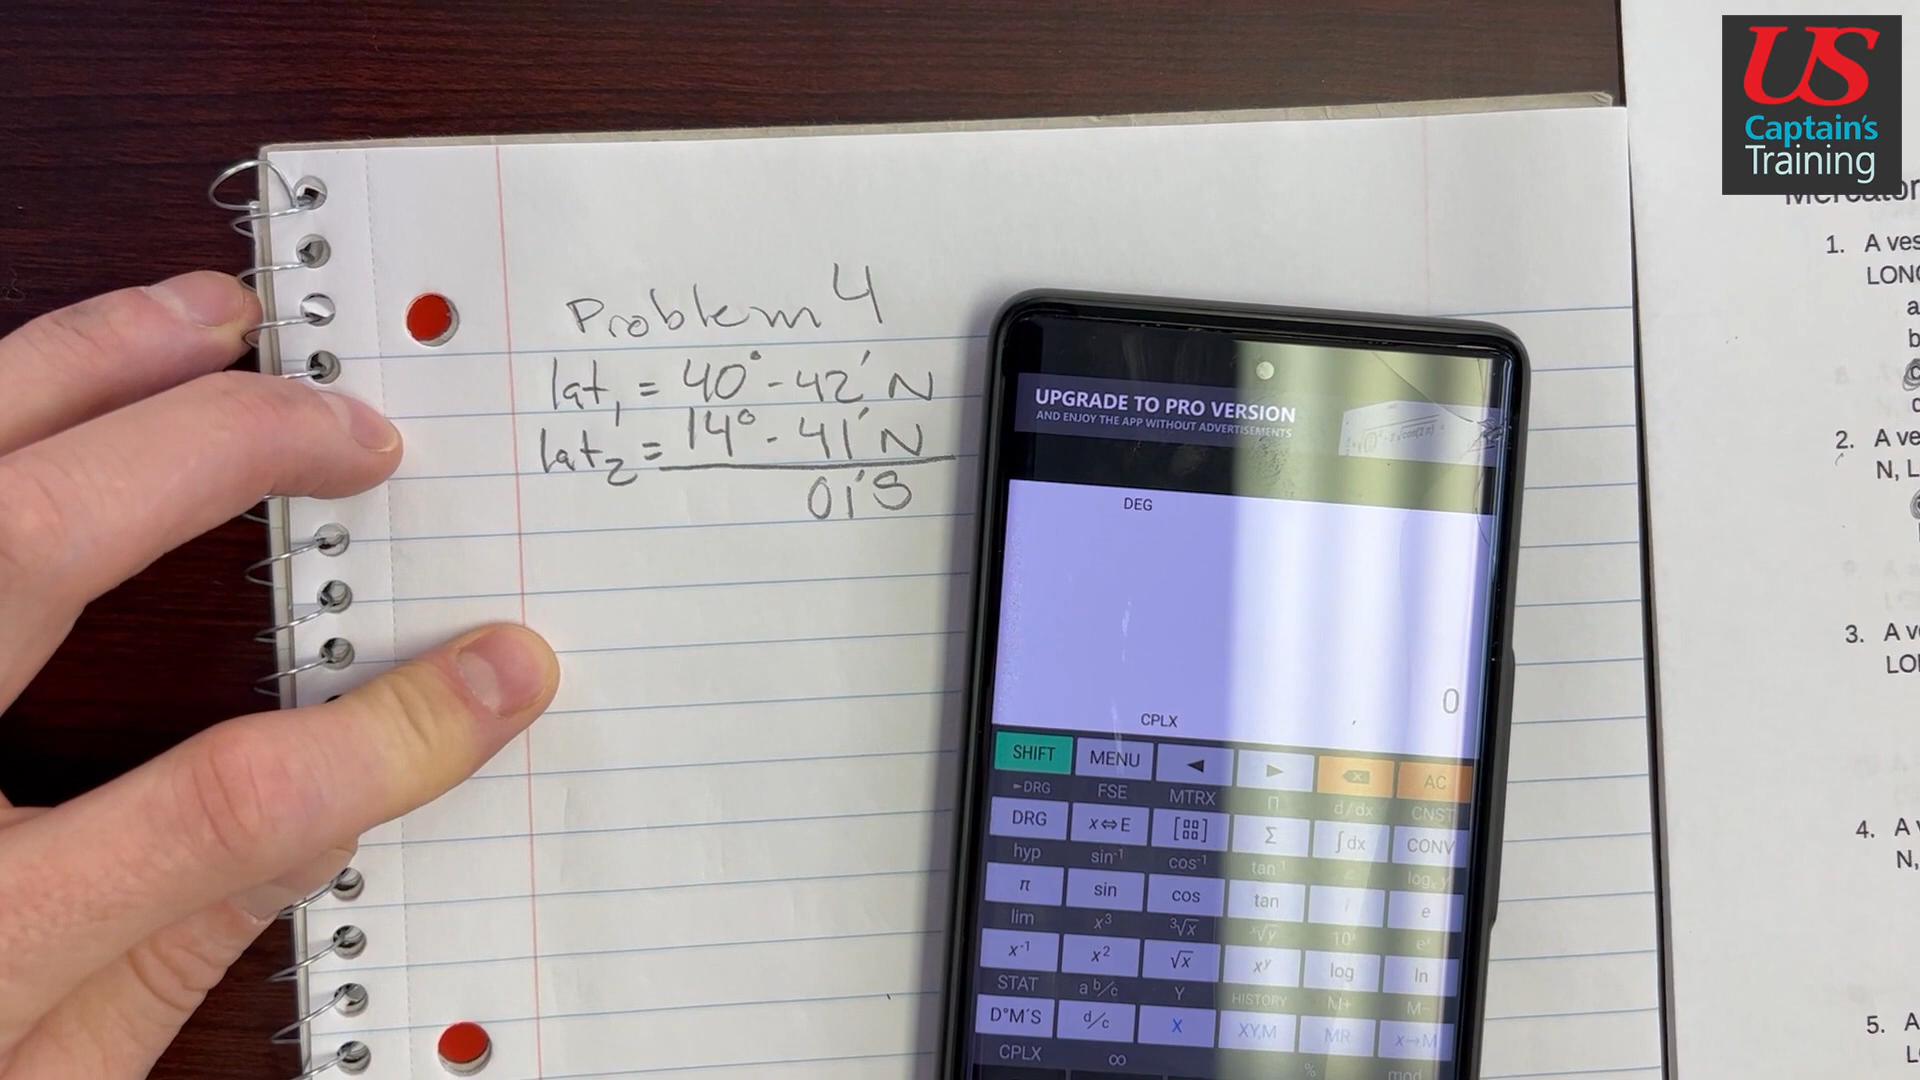 US
Captain's
Training
Problem 4
lat₁ = 40° - 42' N
lat₂ = 14° - 41' N
01' S
UPGRADE TO PRO VERSION
AND ENJOY THE APP WITHOUT ADVERTISEMENTS
DEG
0
CPLX
SHIFT MENU ◄ ► AC
►DRG FSE MTRX Π d/dx CNST
DRG x⇔E Σ ∫dx CONV
hyp sin⁻¹ cos⁻¹ tan⁻¹
π sin cos tan i e
lim x³ ³√x ˣ√y 10ˣ eˣ
x⁻¹ x² √x xʸ log ln
STAT a b/c Y HISTORY M+ M-
D°M'S d/c X XY,M MR x→M
CPLX ∞ % mod
Mercator
1. A ves
LONG
a
b
c
2. A ve
N, L
3. A v
LO
4. A v
N,
5. A
L